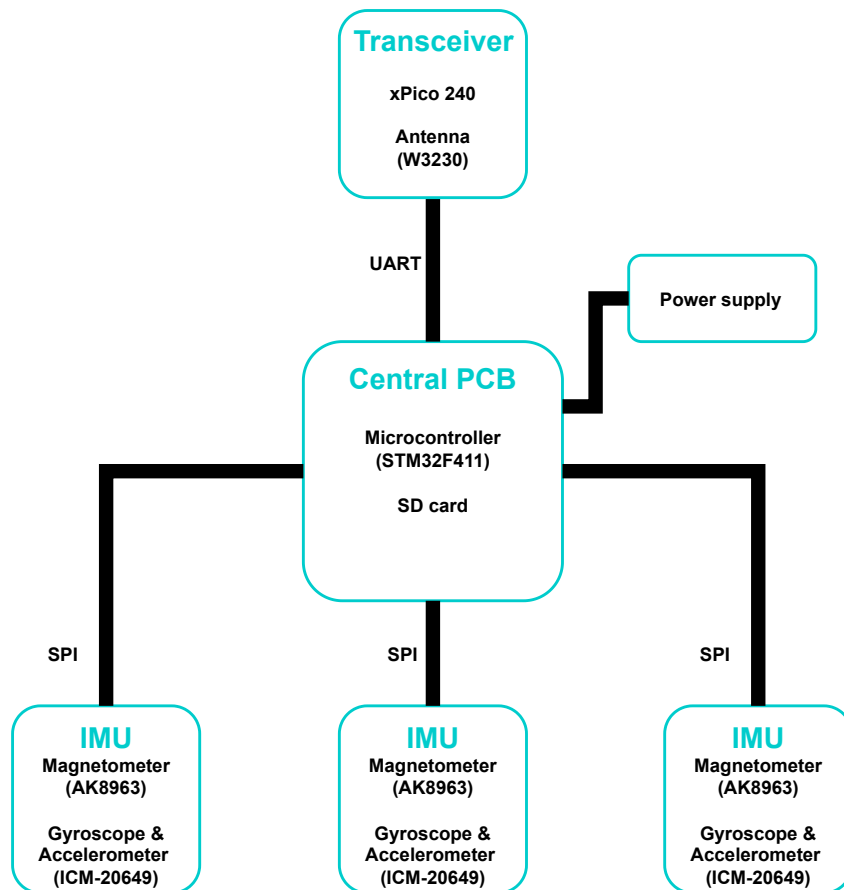 Transceiver
xPico 240
Antenna
(W3230)
UART
Power supply
Central PCB
Microcontroller
(STM32F411)
SD card
SPI
SPI
SPI
IMU
Magnetometer
(AK8963)
Gyroscope &
Accelerometer
(ICM-20649)
IMU
Magnetometer
(AK8963)
Gyroscope &
Accelerometer
(ICM-20649)
IMU
Magnetometer
(AK8963)
Gyroscope &
Accelerometer
(ICM-20649)